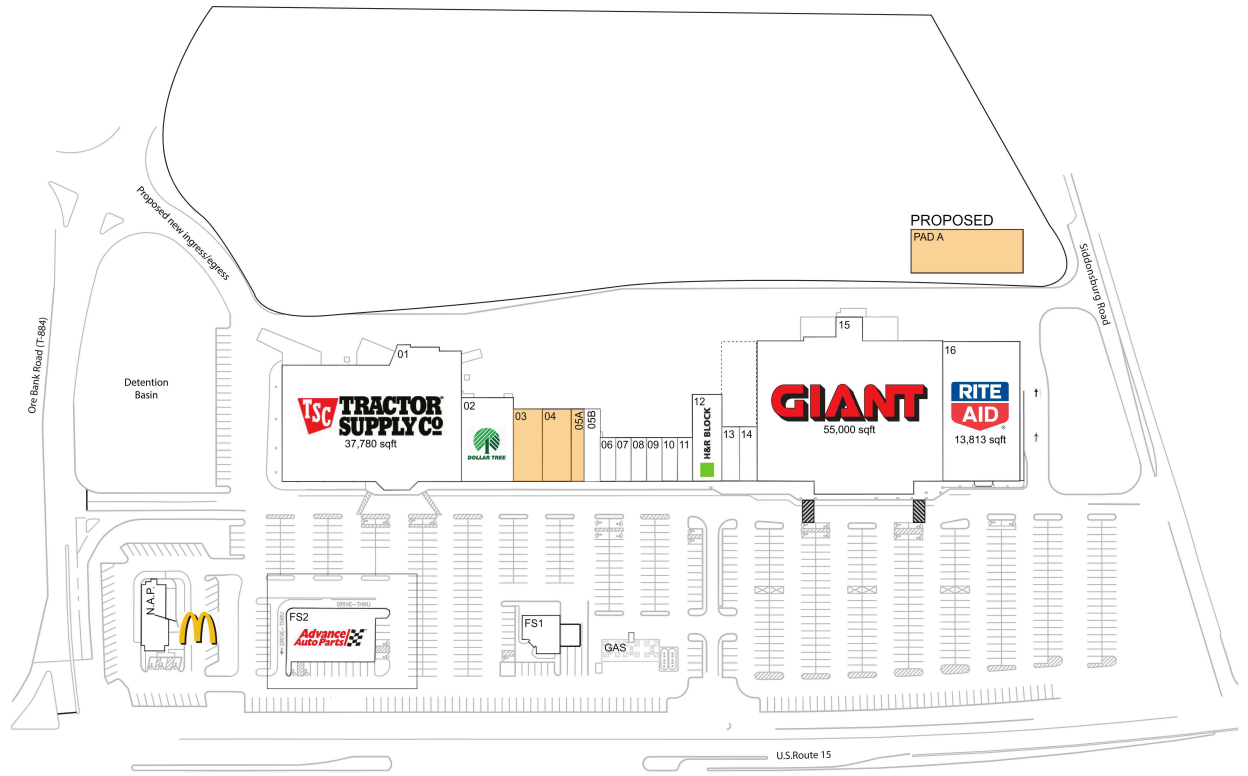 PROPOSED
PAD A
Proposed new ingress/egress
Siddonsburg Road
Ore Bank Road (T-884)
Detention
Basin
01
TSC TRACTOR
SUPPLY CO
37,780 sqft
02
DOLLAR TREE
03
04
05A
05B
06
07
08
09
10
11
12
H&R BLOCK
13
14
15
GIANT
55,000 sqft
16
RITE
AID
13,813 sqft
N.A.P.
DRIVE-THRU
DRIVE-THRU
FS2
Advance
Auto Parts
FS1
GAS
U.S.Route 15